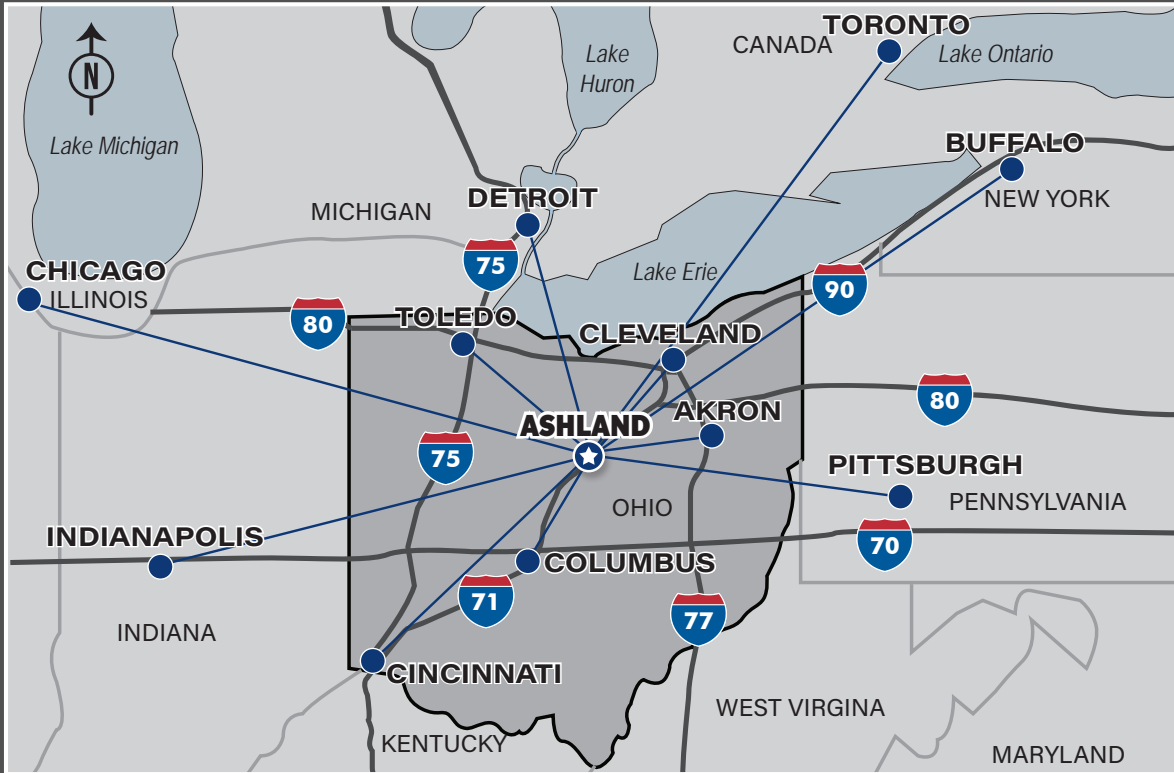 TORONTO
CANADA
Lake Ontario
Lake
Huron
N
Lake Michigan
BUFFALO
NEW YORK
DETROIT
MICHIGAN
75
CHICAGO
ILLINOIS
Lake Erie
90
80
TOLEDO
CLEVELAND
80
AKRON
ASHLAND
75
PITTSBURGH
PENNSYLVANIA
OHIO
INDIANAPOLIS
70
COLUMBUS
71
77
INDIANA
CINCINNATI
WEST VIRGINIA
KENTUCKY
MARYLAND